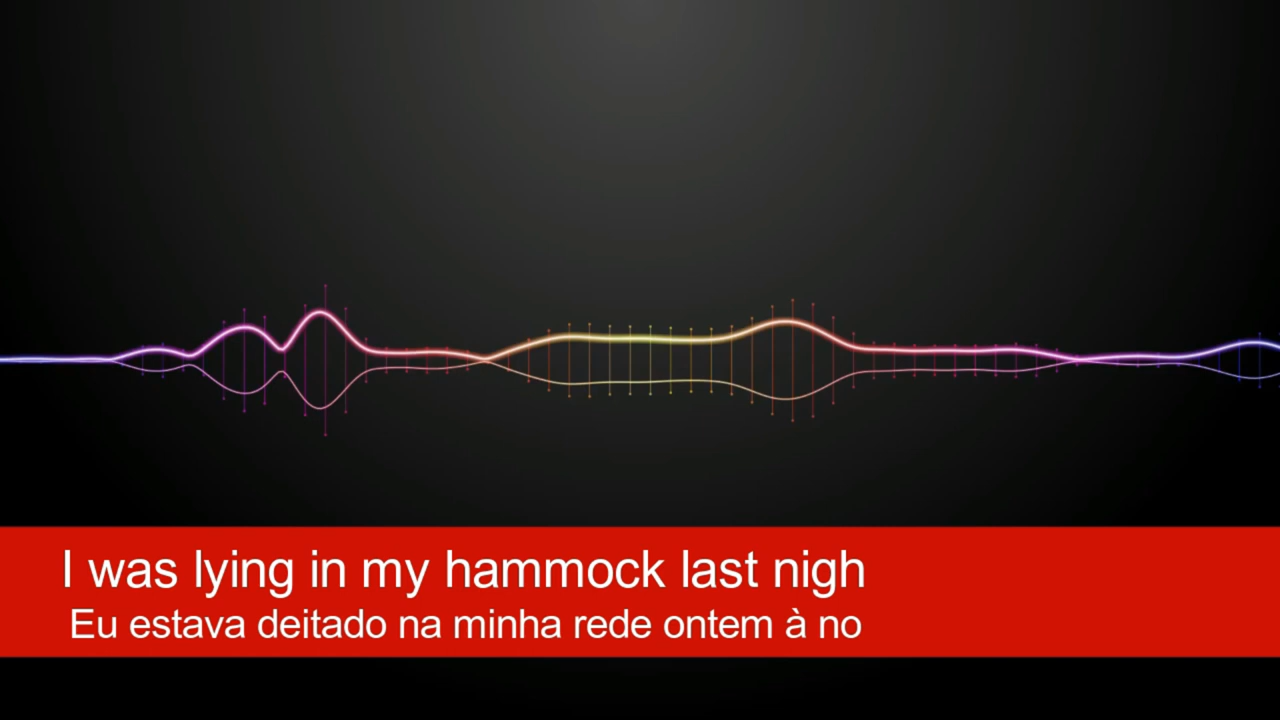 I was lying in my hammock last nigh
Eu estava deitado na minha rede ontem à no